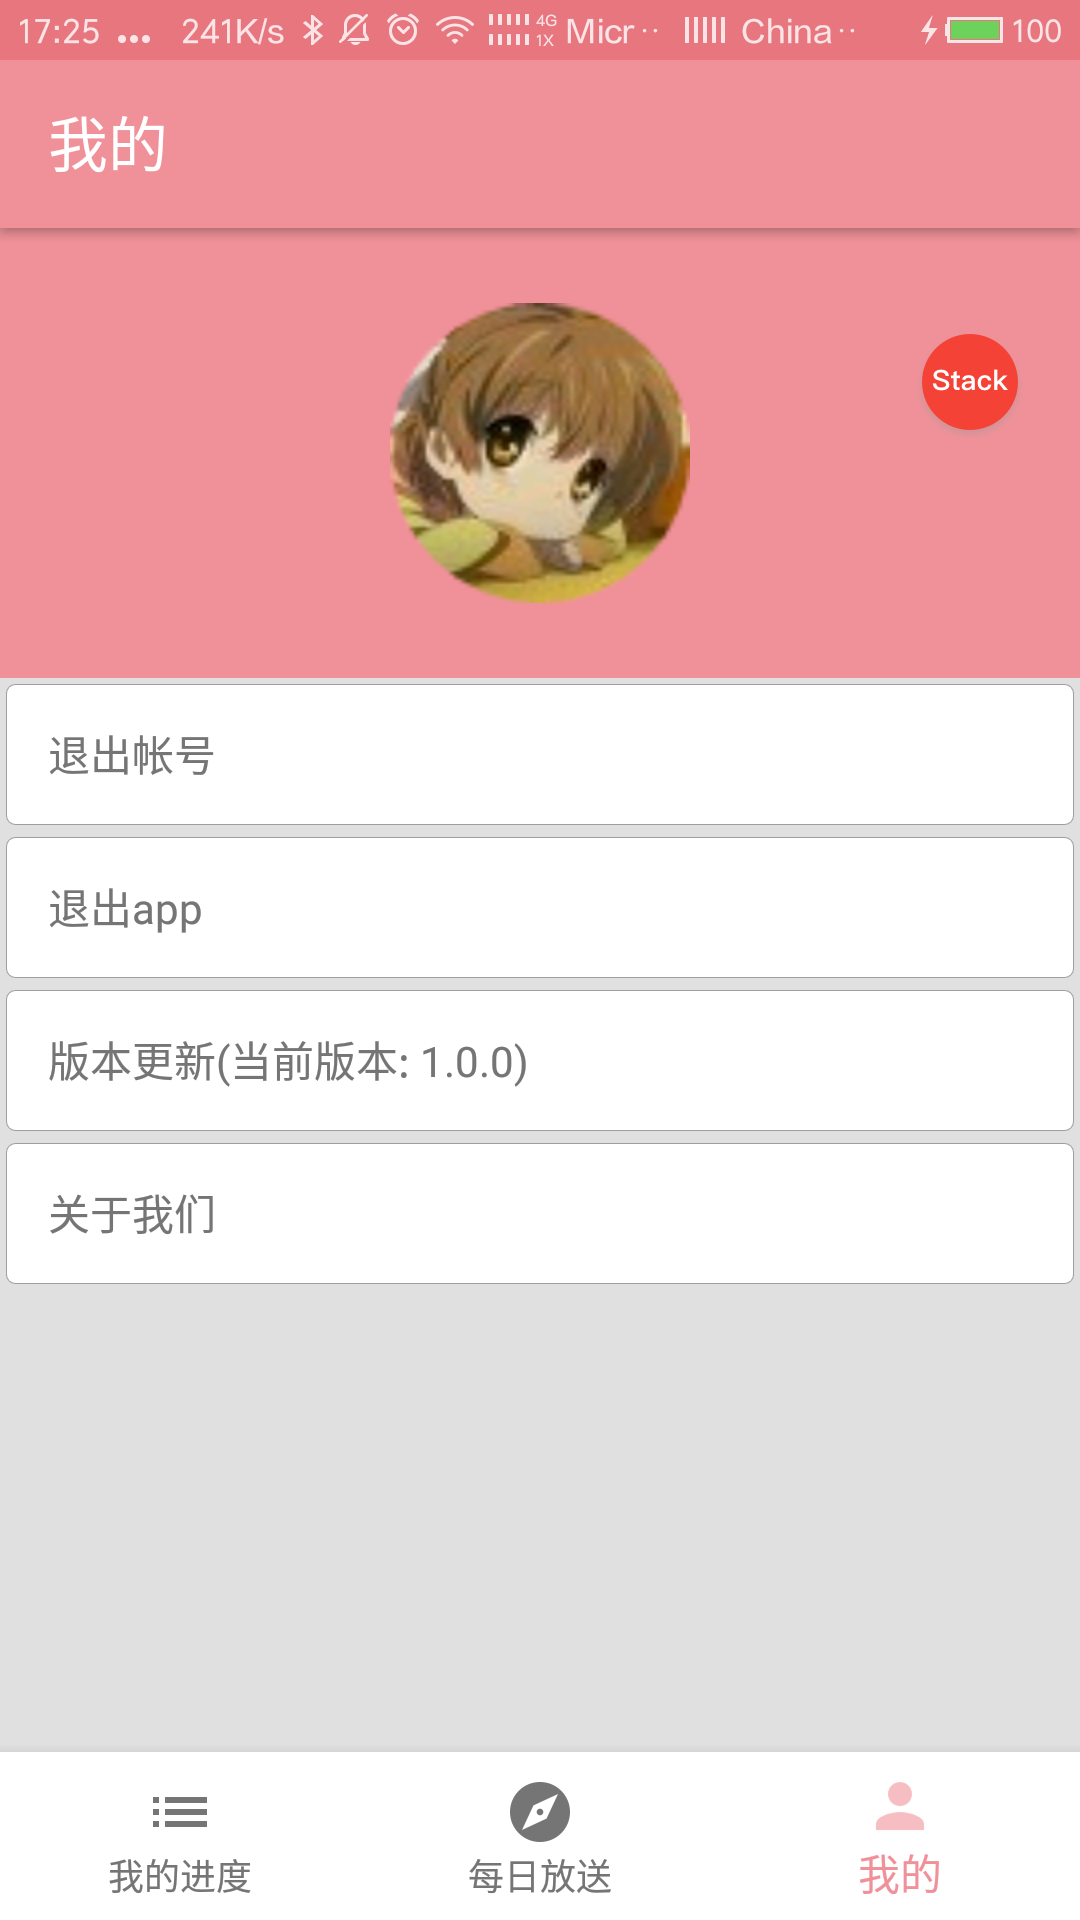 17:25 ... 241K/s 4G 1X Micr·· China·· 100
我的
Stack
退出帐号
退出app
版本更新(当前版本: 1.0.0)
关于我们
我的进度 每日放送 我的